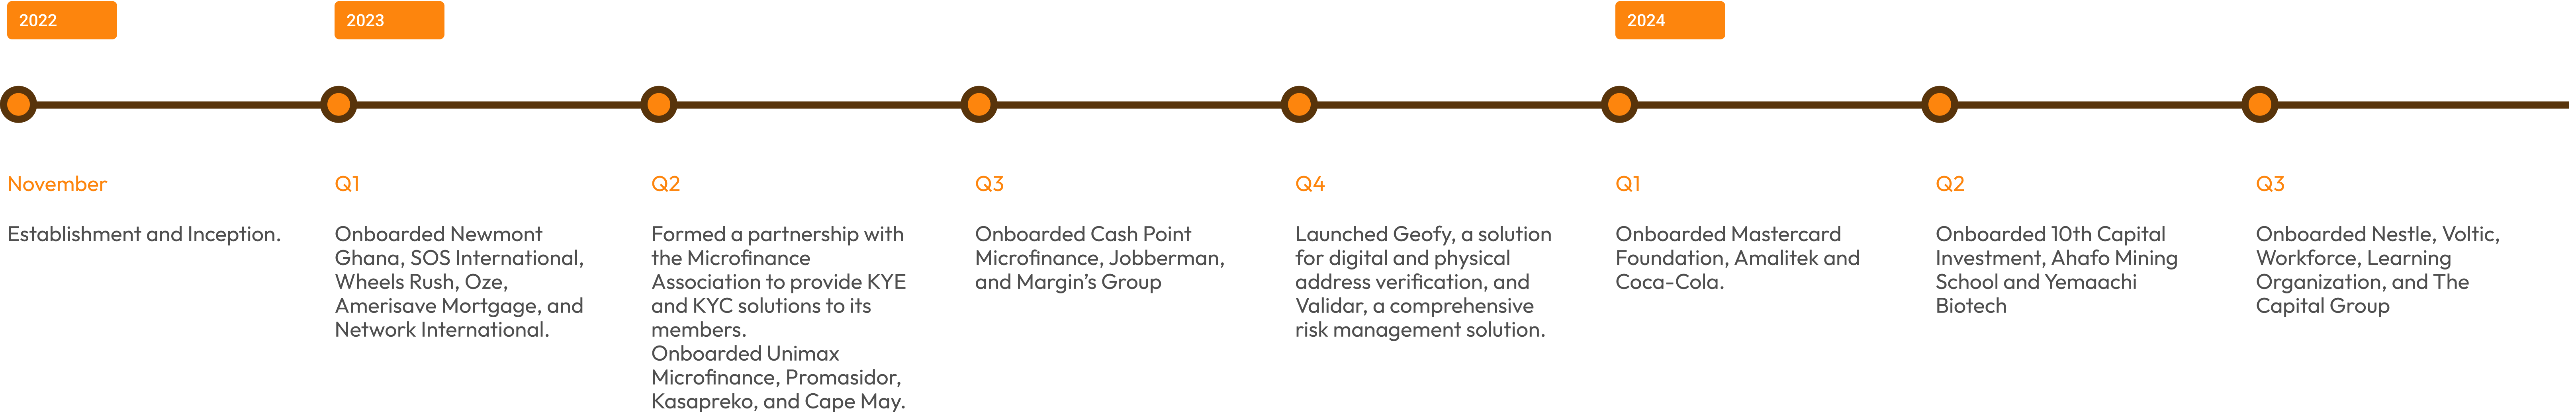 2022
2023
2024
November
Establishment and Inception.
Q1
Onboarded Newmont
Ghana, SOS International,
Wheels Rush, Oze,
Amerisave Mortgage, and
Network International.
Q2
Formed a partnership with
the Microfinance
Association to provide KYE
and KYC solutions to its
members.
Onboarded Unimax
Microfinance, Promasidor,
Kasapreko, and Cape May.
Q3
Onboarded Cash Point
Microfinance, Jobberman,
and Margin’s Group
Q4
Launched Geofy, a solution
for digital and physical
address verification, and
Validar, a comprehensive
risk management solution.
Q1
Onboarded Mastercard
Foundation, Amalitek and
Coca-Cola.
Q2
Onboarded 10th Capital
Investment, Ahafo Mining
School and Yemaachi
Biotech
Q3
Onboarded Nestle, Voltic,
Workforce, Learning
Organization, and The
Capital Group